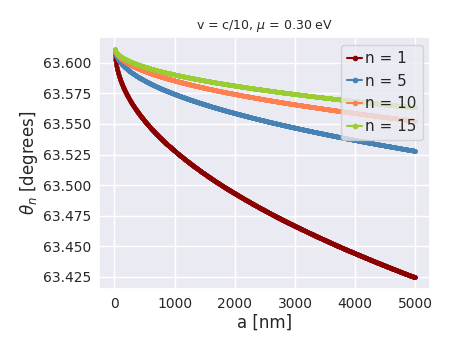 v = c/10, μ = 0.30 eV
63.600
63.575
63.550
63.525
63.500
63.475
63.450
63.425
θn [degrees]
n = 1
n = 5
n = 10
n = 15
0 1000 2000 3000 4000 5000
a [nm]